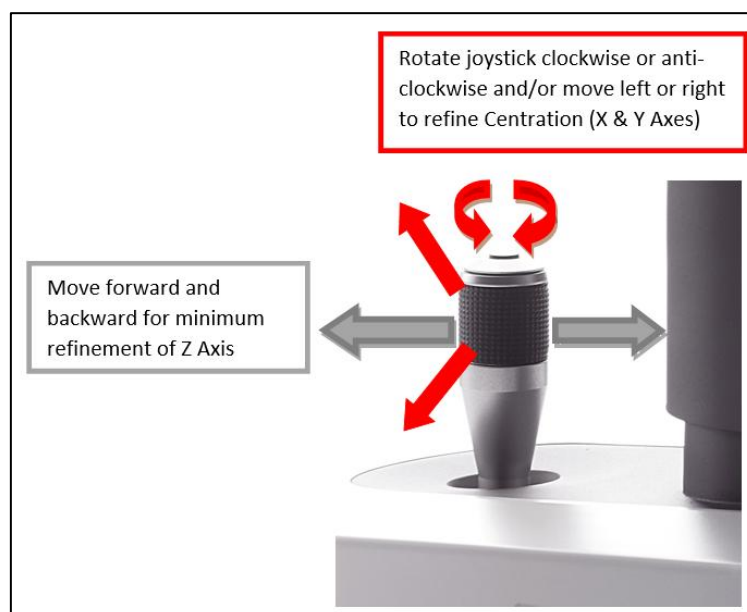 Rotate joystick clockwise or anti-
clockwise and/or move left or right
to refine Centration (X & Y Axes)
Move forward and
backward for minimum
refinement of Z Axis